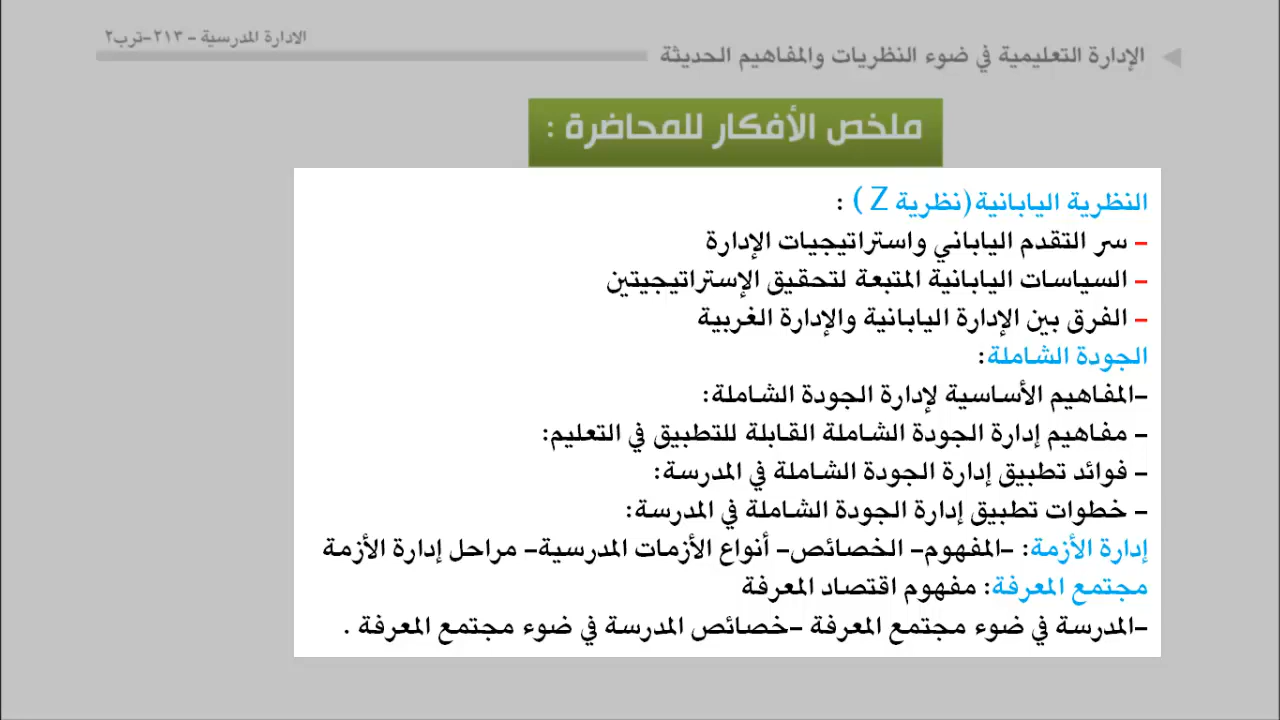 الادارة المدرسية - ٢١٣-ترب٢
الإدارة التعليمية في ضوء النظريات والمفاهيم الحديثة
ملخص الأفكار للمحاضرة :
النظرية اليابانية (نظرية Z ) :
- سر التقدم الياباني واستراتيجيات الإدارة
- السياسات اليابانية المتبعة لتحقيق الإستراتيجيتين
- الفرق بين الإدارة اليابانية والإدارة الغربية
الجودة الشاملة:
-المفاهيم الأساسية لإدارة الجودة الشاملة:
- مفاهيم إدارة الجودة الشاملة القابلة للتطبيق في التعليم:
- فوائد تطبيق إدارة الجودة الشاملة في المدرسة:
- خطوات تطبيق إدارة الجودة الشاملة في المدرسة:
إدارة الأزمة: -المفهوم- الخصائص- أنواع الأزمات المدرسية- مراحل إدارة الأزمة
مجتمع المعرفة: مفهوم اقتصاد المعرفة
-المدرسة في ضوء مجتمع المعرفة -خصائص المدرسة في ضوء مجتمع المعرفة .